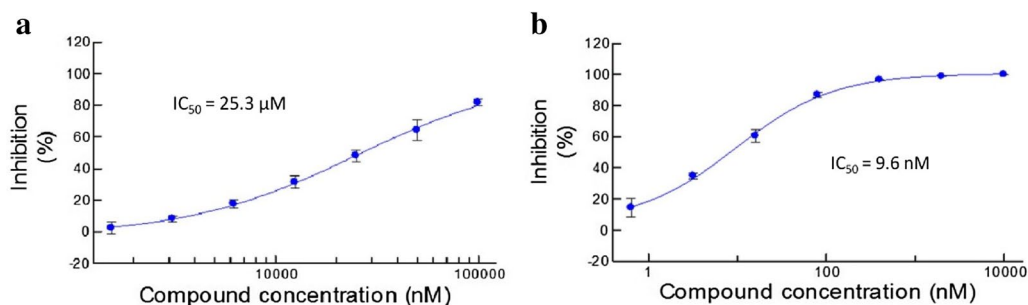 a
120
100
80
60
40
20
0
-20
Inhibition
(%)
IC₅₀ = 25.3 µM
10000
100000
Compound concentration (nM)
b
120
100
80
60
40
20
0
-20
Inhibition
(%)
IC₅₀ = 9.6 nM
1
100
10000
Compound concentration (nM)